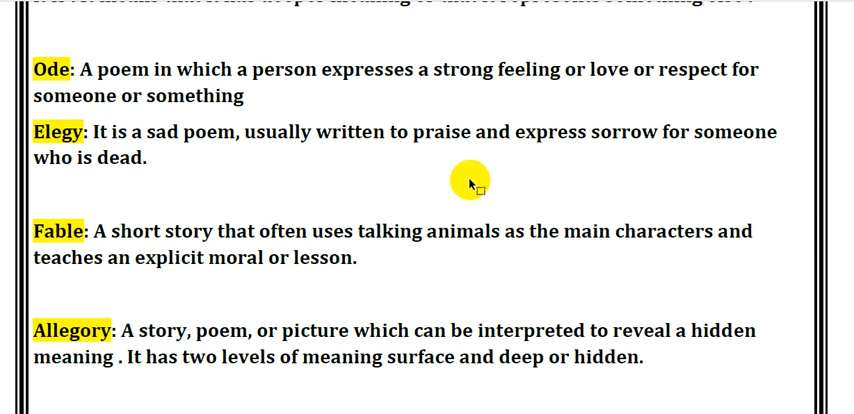 Ode: A poem in which a person expresses a strong feeling or love or respect for
someone or something
Elegy: It is a sad poem, usually written to praise and express sorrow for someone
who is dead.
Fable: A short story that often uses talking animals as the main characters and
teaches an explicit moral or lesson.
Allegory: A story, poem, or picture which can be interpreted to reveal a hidden
meaning . It has two levels of meaning surface and deep or hidden.